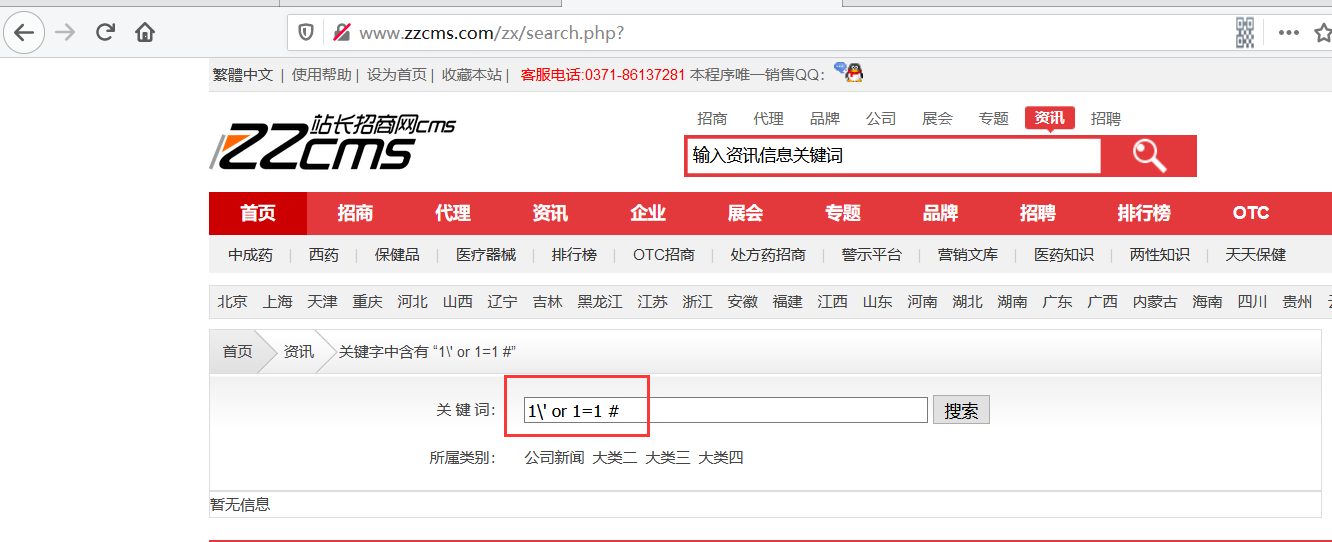 www.zzcms.com/zx/search.php?
繁體中文 | 使用帮助 | 设为首页 | 收藏本站 | 客服电话:0371-86137281 本程序唯一销售QQ:
招商 代理 品牌 公司 展会 专题 资讯 招聘
ZZcms 站长招商网cms
输入资讯信息关键词
首页 招商 代理 资讯 企业 展会 专题 品牌 招聘 排行榜 OTC
中成药 | 西药 | 保健品 | 医疗器械 | 排行榜 | OTC招商 | 处方药招商 | 警示平台 | 营销文库 | 医药知识 | 两性知识 | 天天保健
北京 上海 天津 重庆 河北 山西 辽宁 吉林 黑龙江 江苏 浙江 安徽 福建 江西 山东 河南 湖北 湖南 广东 广西 内蒙古 海南 四川 贵州
首页 资讯 关键字中含有 “1\' or 1=1 #”
关 键 词: 1\' or 1=1 # 搜索
所属类别: 公司新闻 大类二 大类三 大类四
暂无信息